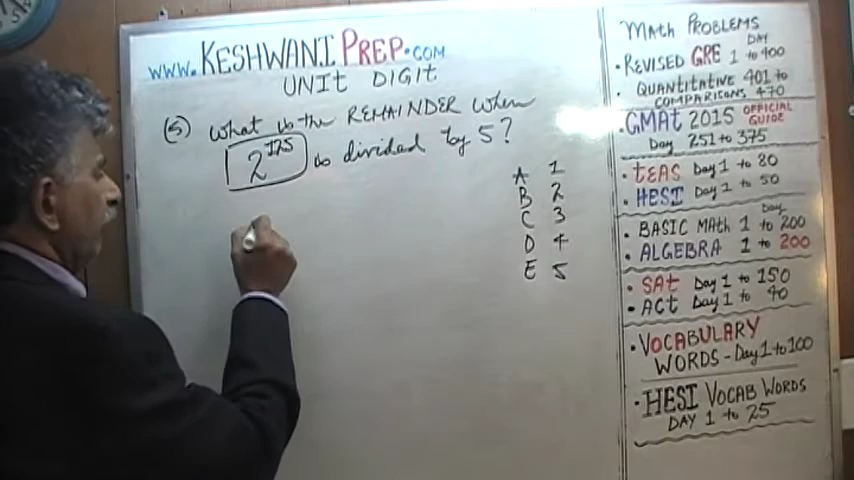 www.KESHWANI PREP.COM
UNIT DIGIT
(5) What is the REMAINDER when
2^125 is divided by 5?
A 1
B 2
C 3
D 4
E 5
Math PROBLEMS
• REVISED GRE DAY 1 to 400
• QUANTITATIVE 401 to
COMPARISONS 470
• GMAt 2015 OFFICIAL GUIDE
Day 251 to 375
• tEAS Day 1 to 80
• HESI Day 1 to 50
Day
• BASIC MAth 1 to 200
• ALGEBRA 1 to 200
• SAt Day 1 to 150
• ACt Day 1 to 40
• VOCABULARY
WORDS - Day 1 to 100
• HESI VOCAB WORDS
DAY 1 to 25